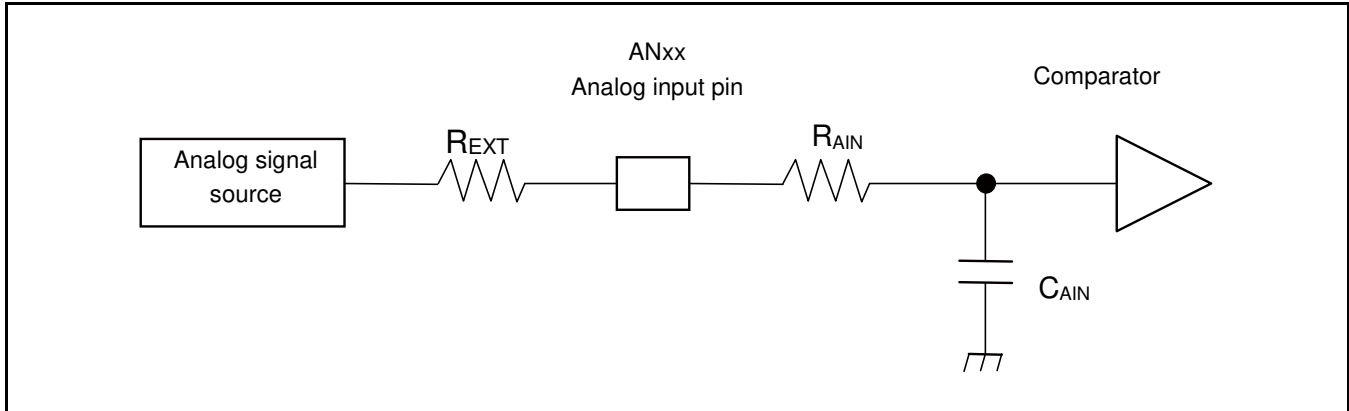 ANxx
Analog input pin
Comparator
Analog signal
source
REXT
RAIN
CAIN